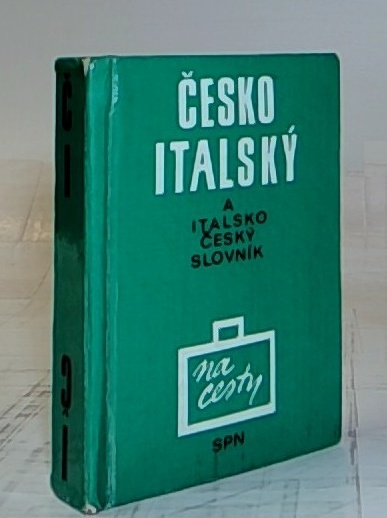 ČESKO
ITALSKÝ
A
ITALSKO
ČESKÝ
SLOVNÍK
na
cesty
SPN